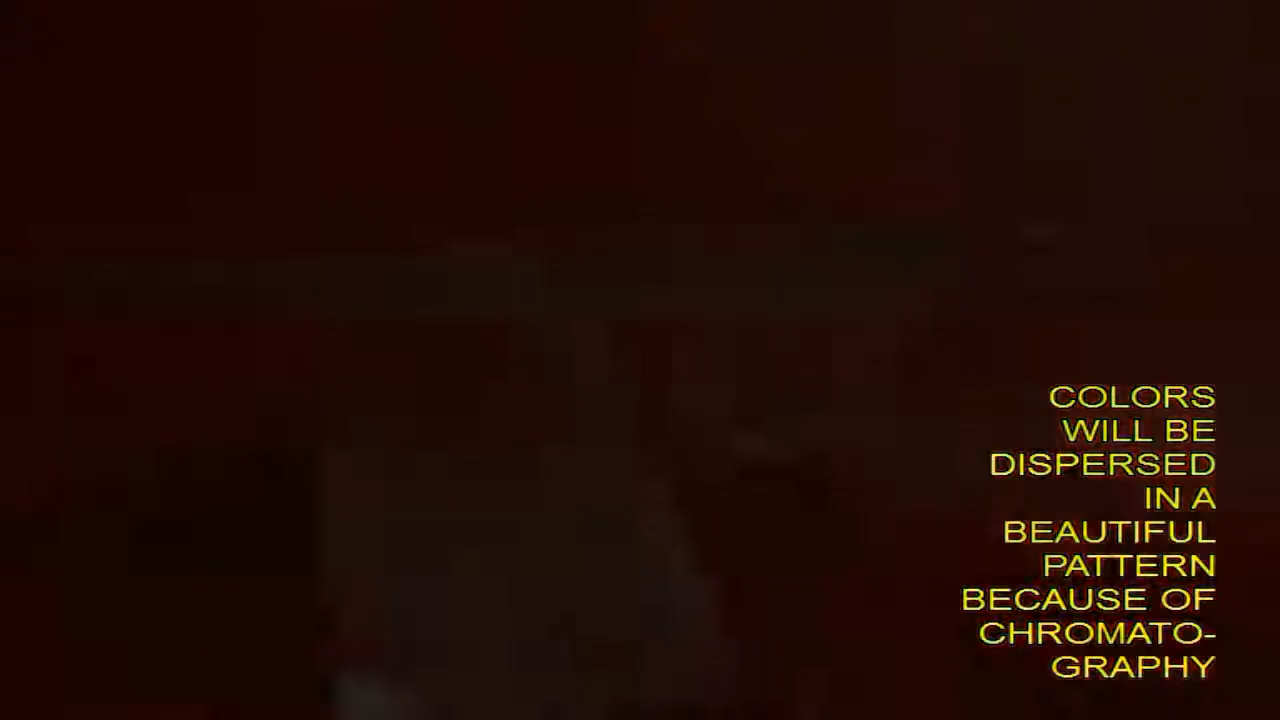 COLORS
WILL BE
DISPERSED
IN A
BEAUTIFUL
PATTERN
BECAUSE OF
CHROMATO-
GRAPHY